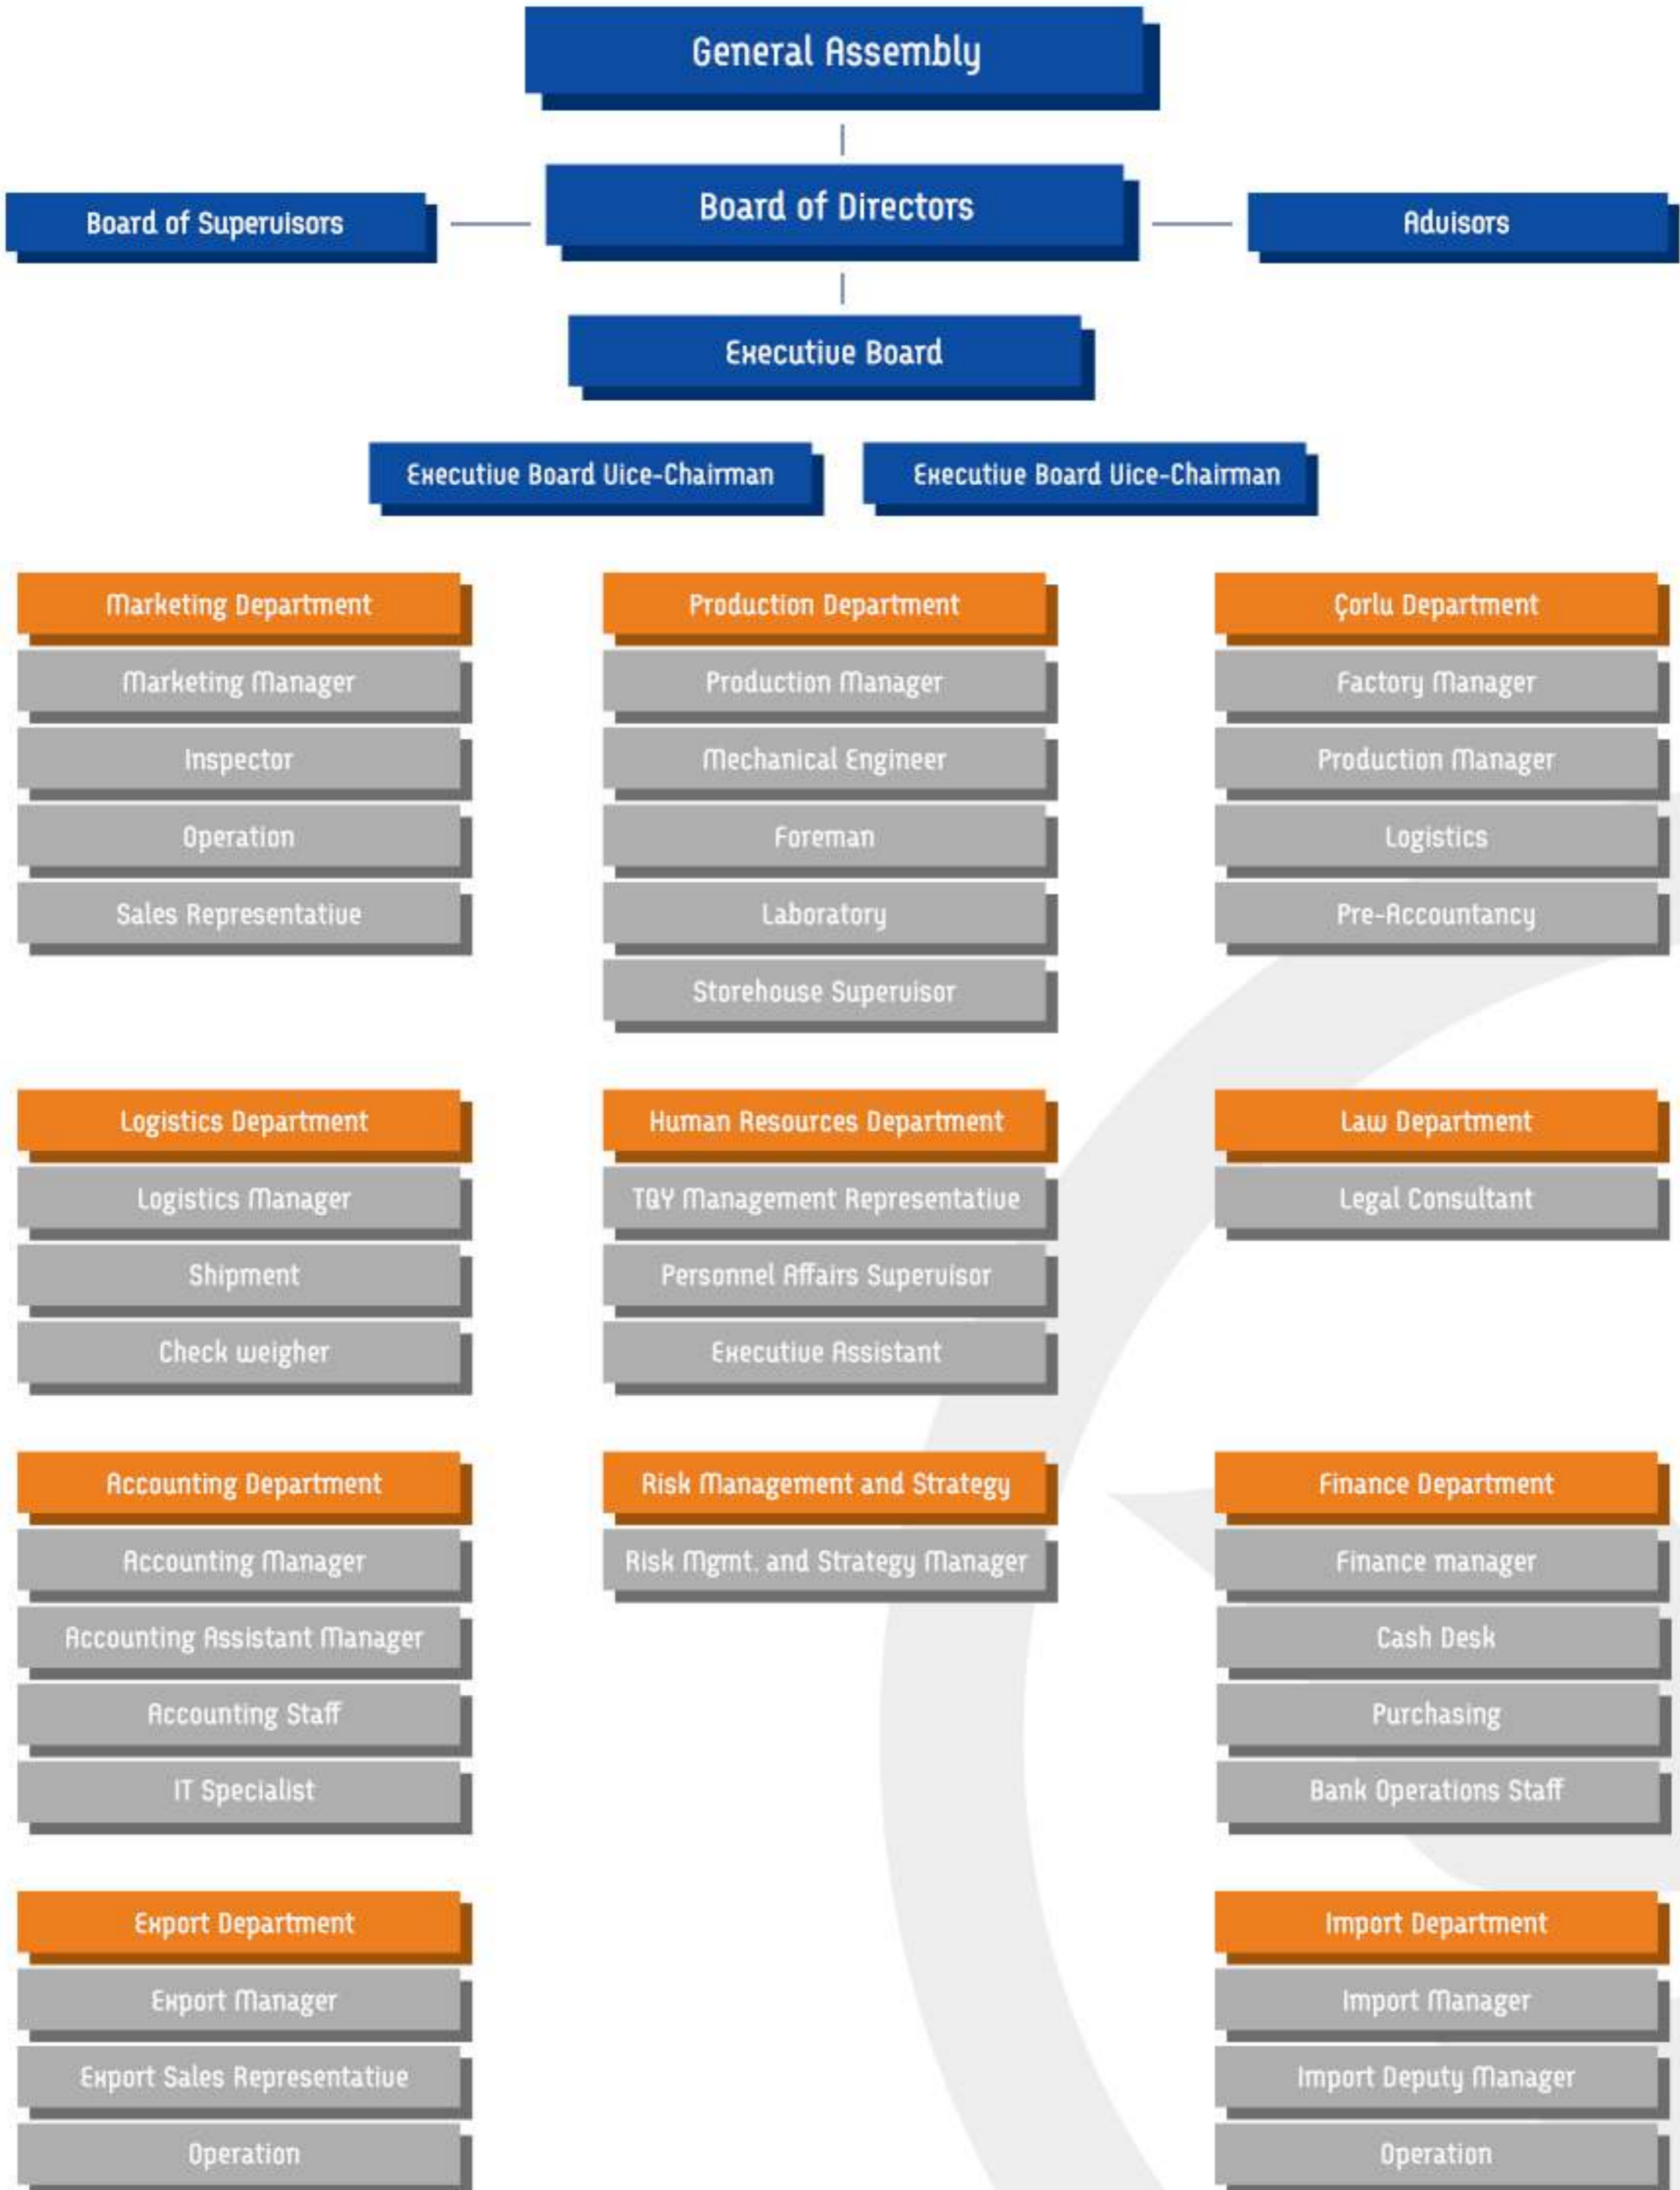 General Assembly
Board of Supervisors
Board of Directors
Advisors
Executive Board
Executive Board Vice-Chairman
Executive Board Vice-Chairman
Marketing Department
Marketing Manager
Inspector
Operation
Sales Representative
Production Department
Production Manager
Mechanical Engineer
Foreman
Laboratory
Storehouse Supervisor
Çorlu Department
Factory Manager
Production Manager
Logistics
Pre-Accountancy
Logistics Department
Logistics Manager
Shipment
Check weigher
Human Resources Department
TQY Management Representative
Personnel Affairs Supervisor
Executive Assistant
Law Department
Legal Consultant
Accounting Department
Accounting Manager
Accounting Assistant Manager
Accounting Staff
IT Specialist
Risk Management and Strategy
Risk Mgmt. and Strategy Manager
Finance Department
Finance manager
Cash Desk
Purchasing
Bank Operations Staff
Export Department
Export Manager
Export Sales Representative
Operation
Import Department
Import Manager
Import Deputy Manager
Operation